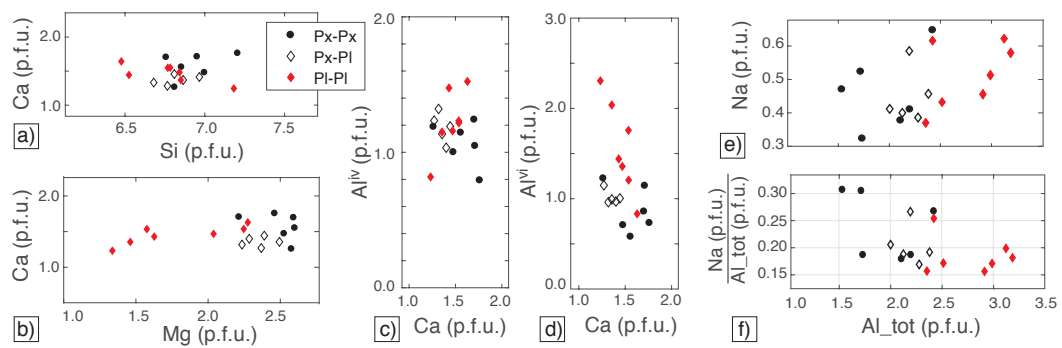 2.0
Ca (p.f.u.)
1.0
6.5
7.0
7.5
Si (p.f.u.)
a)
Px-Px
Px-Pl
Pl-Pl
2.0
Ca (p.f.u.)
1.0
1.0
1.5
2.0
2.5
Mg (p.f.u.)
b)
2.0
Al^iv (p.f.u.)
1.0
0.0
1.0
1.5
2.0
Ca (p.f.u.)
c)
3.0
Al^vi (p.f.u.)
2.0
1.0
0.0
1.0
1.5
2.0
Ca (p.f.u.)
d)
0.6
0.5
0.4
0.3
Na (p.f.u.)
e)
0.30
0.25
0.20
0.15
Na (p.f.u.)
Al_tot (p.f.u.)
1.0
1.5
2.0
2.5
3.0
3.5
Al_tot (p.f.u.)
f)